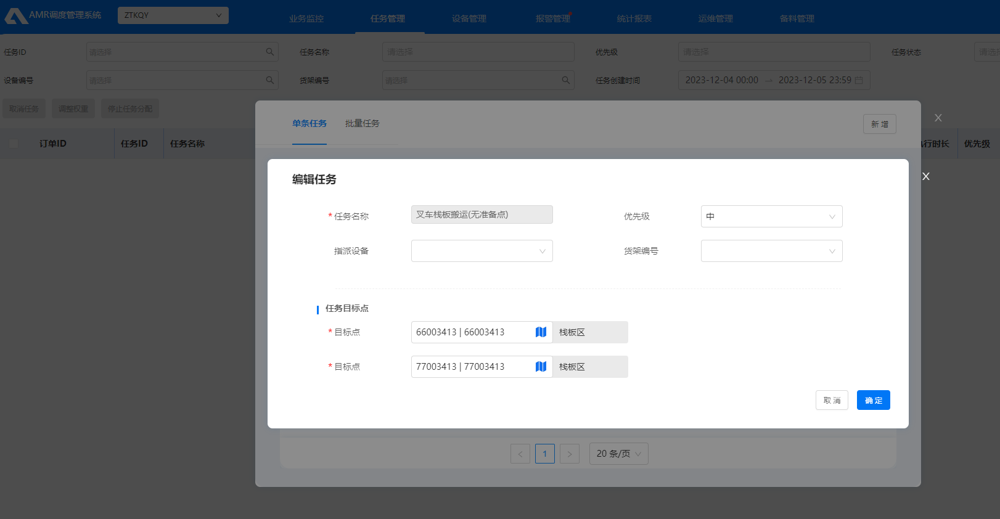 AMR调度管理系统 ZTKQY 业务监控 任务管理 设备管理 报警管理 统计报表 运维管理 备料管理
任务ID 请选择 任务名称 请选择 优先级 请选择 任务状态 请选
设备编号 请选择 货架编号 请选择 任务创建时间 2023-12-04 00:00 → 2023-12-05 23:59
取消任务 调整权重 停止任务分配
单条任务 批量任务 新 增 X
订单ID 任务ID 任务名称 行时长 优先级
编辑任务 X
* 任务名称 叉车栈板搬运(无准备点) 优先级 中
指派设备 货架编号
任务目标点
* 目标点 66003413 | 66003413 栈板区
* 目标点 77003413 | 77003413 栈板区
取 消 确 定
< 1 > 20 条/页